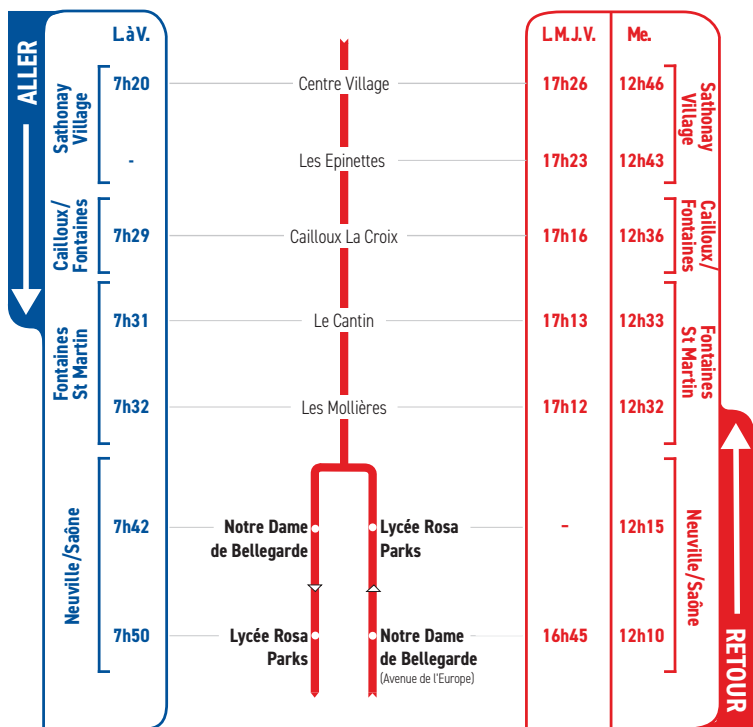 ALLER
L.àV.
L.M.J.V.
Me.
Sathonay
Village
7h20
Centre Village
17h26
12h46
Sathonay
Village
-
Les Epinettes
17h23
12h43
Cailloux/
Fontaines
7h29
Cailloux La Croix
17h16
12h36
Cailloux/
Fontaines
Fontaines
St Martin
7h31
Le Cantin
17h13
12h33
Fontaines
St Martin
7h32
Les Mollières
17h12
12h32
Neuville/Saône
7h42
Notre Dame
de Bellegarde
Lycée Rosa
Parks
-
12h15
Neuville/Saône
7h50
Lycée Rosa
Parks
Notre Dame
de Bellegarde
(Avenue de l'Europe)
16h45
12h10
RETOUR